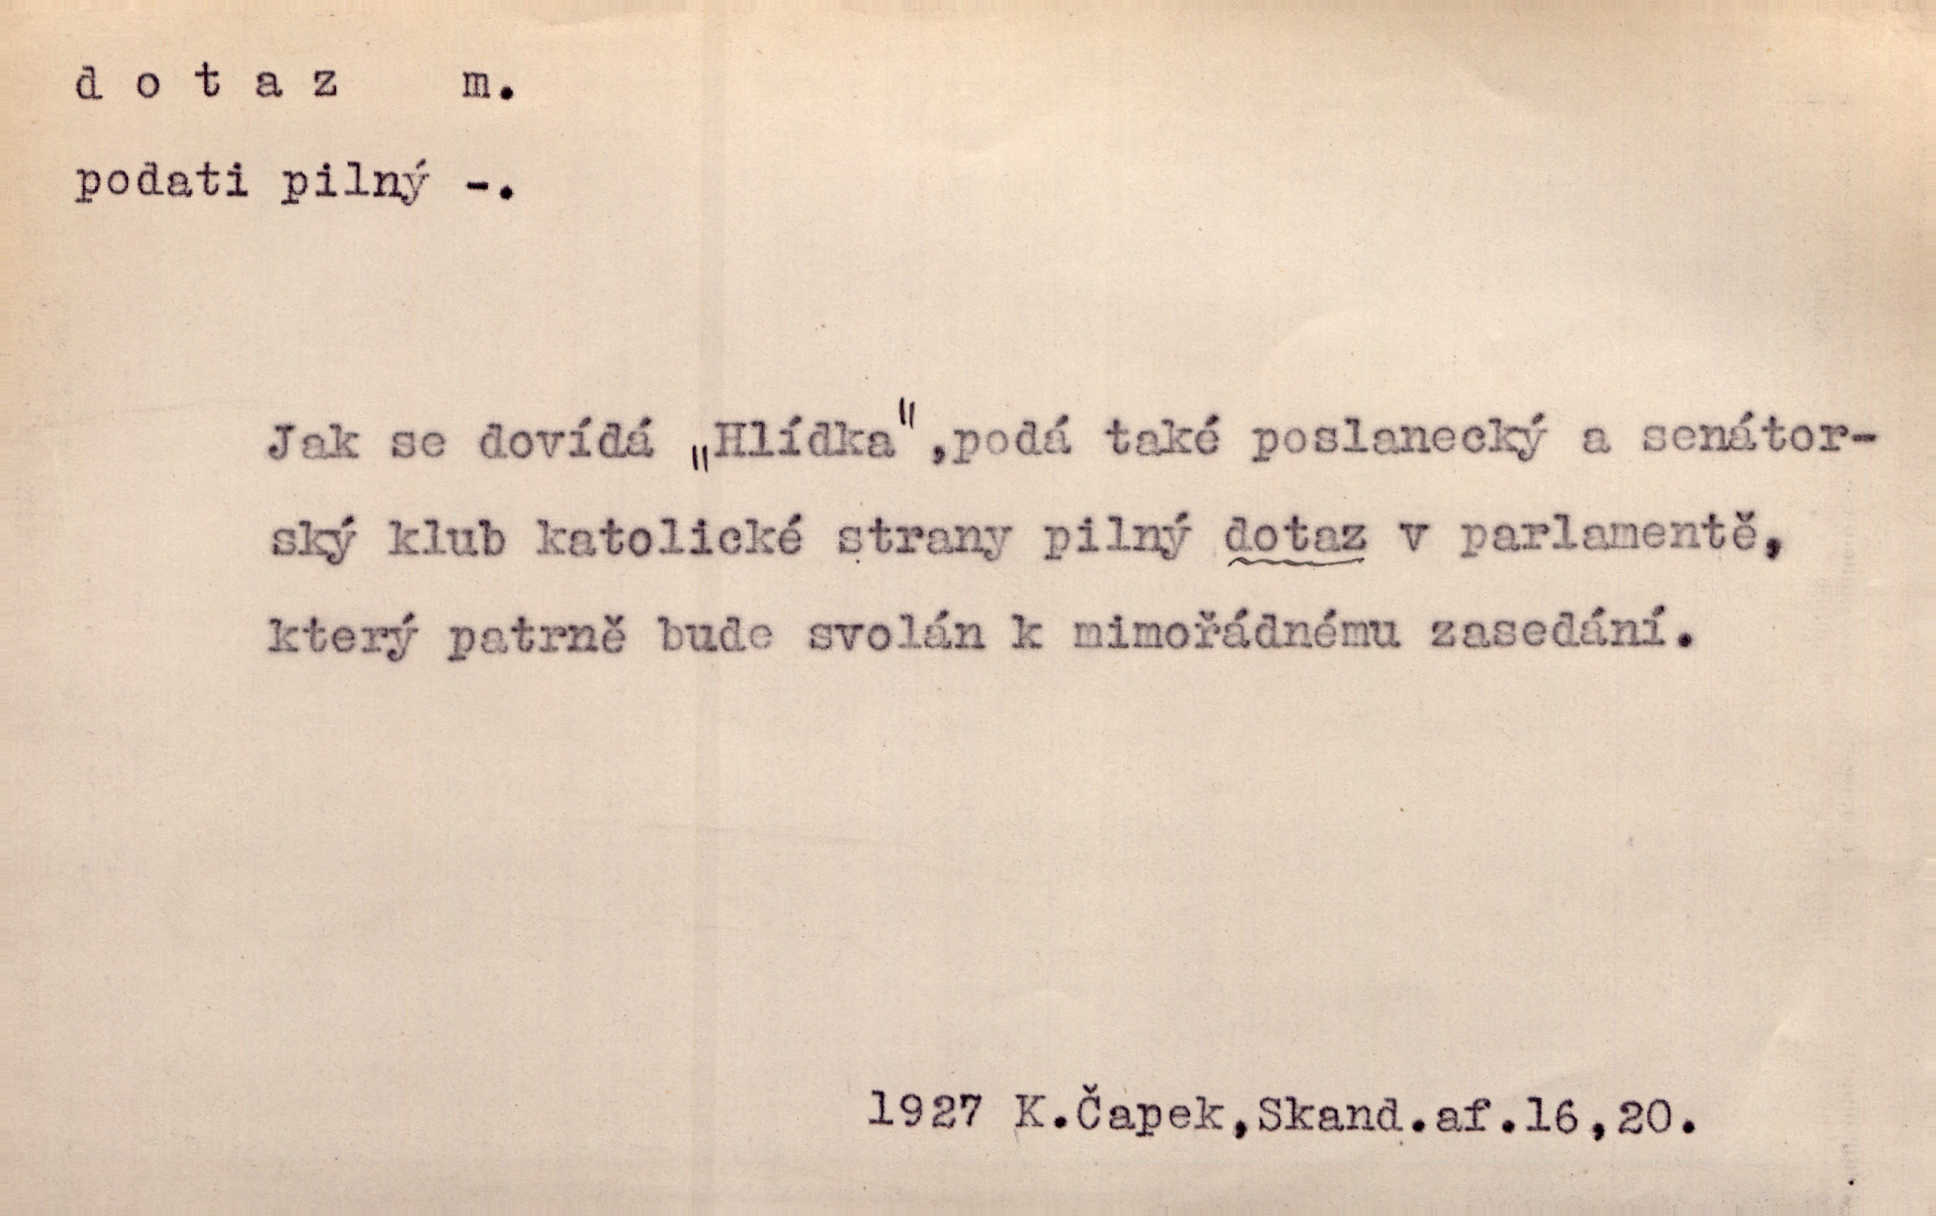 d o t a z   m.
podati pilný -.
Jak se dovídá „Hlídka",podá také poslanecký a senátor-
ský klub katolické strany pilný dotaz v parlamentě,
který patrně bude svolán k mimořádnému zasedání.
1927 K.Čapek,Skand.af.16,20.